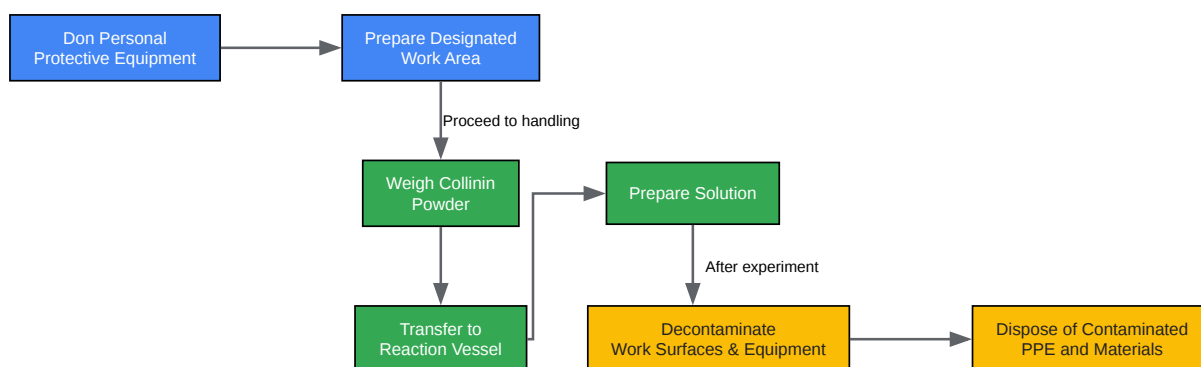 Don Personal
Protective Equipment
Prepare Designated
Work Area
Proceed to handling
Weigh Collinin
Powder
Prepare Solution
After experiment
Transfer to
Reaction Vessel
Decontaminate
Work Surfaces & Equipment
Dispose of Contaminated
PPE and Materials